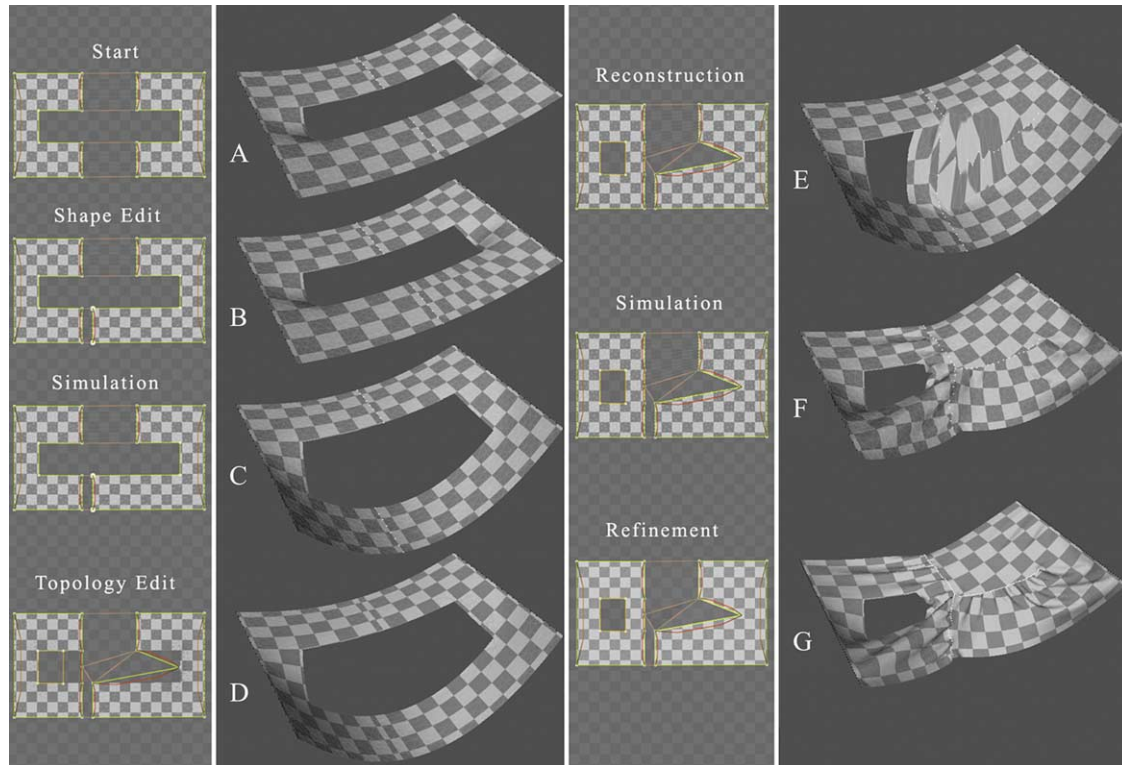 Start
A
Shape Edit
B
Simulation
C
Topology Edit
D
Reconstruction
E
Simulation
F
Refinement
G